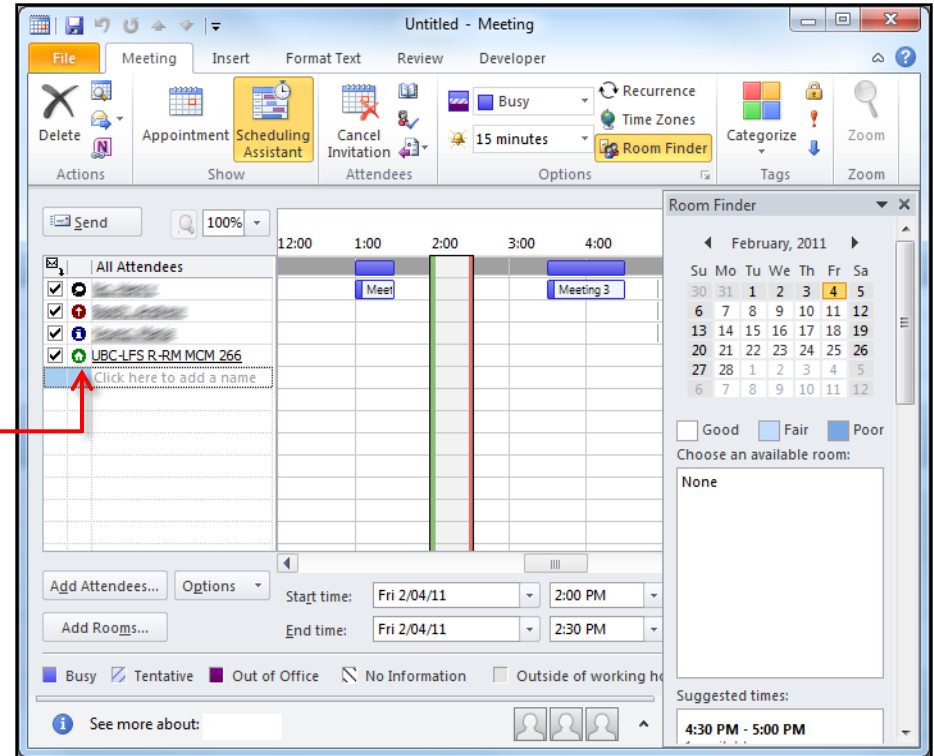 Untitled - Meeting
File Meeting Insert Format Text Review Developer
Delete
Appointment
Scheduling Assistant
Cancel Invitation
Busy
15 minutes
Recurrence
Time Zones
Room Finder
Categorize
Zoom
Actions Show Attendees Options Tags Zoom
Send 100%
12:00 1:00 2:00 3:00 4:00
All Attendees
Meet Meeting 3
UBC-LFS R-RM MCM 266
Click here to add a name
Add Attendees... Options
Start time: Fri 2/04/11 2:00 PM
Add Rooms...
End time: Fri 2/04/11 2:30 PM
Busy Tentative Out of Office No Information Outside of working ho
See more about:
Room Finder
February, 2011
Su Mo Tu We Th Fr Sa
30 31 1 2 3 4 5
6 7 8 9 10 11 12
13 14 15 16 17 18 19
20 21 22 23 24 25 26
27 28 1 2 3 4 5
6 7 8 9 10 11 12
Good Fair Poor
Choose an available room:
None
Suggested times:
4:30 PM - 5:00 PM